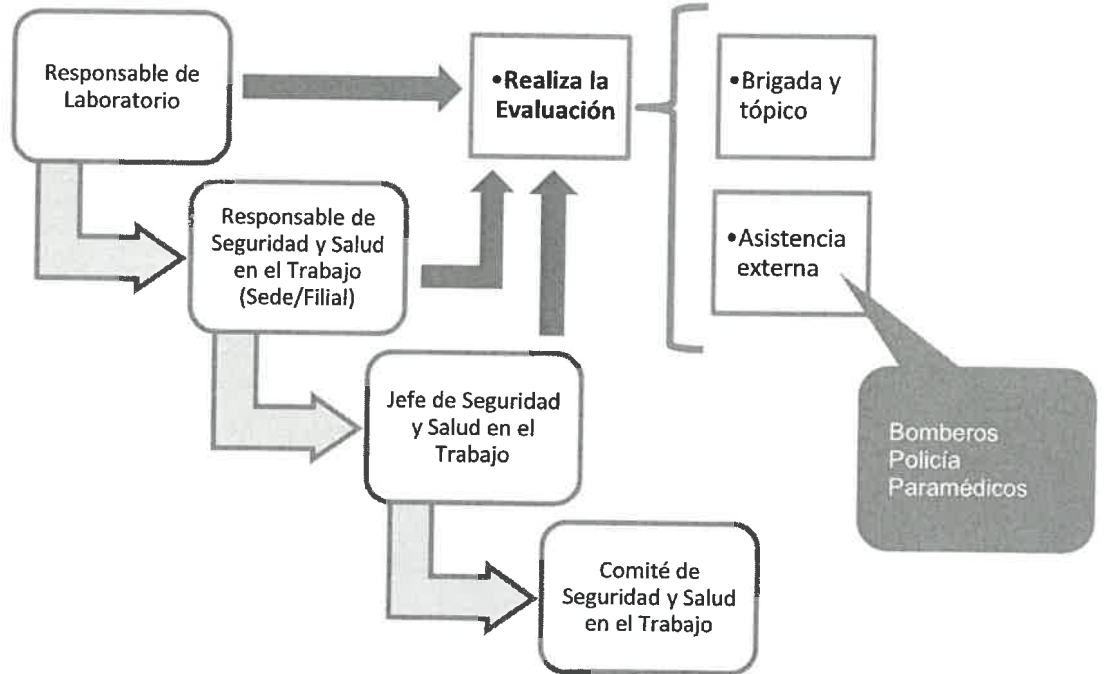 Responsable de
Laboratorio
•Realiza la
Evaluación
•Brigada y
tópico
Responsable de
Seguridad y Salud
en el Trabajo
(Sede/Filial)
•Asistencia
externa
Jefe de Seguridad
y Salud en el
Trabajo
Bomberos
Policía
Paramédicos
Comité de
Seguridad y Salud
en el Trabajo